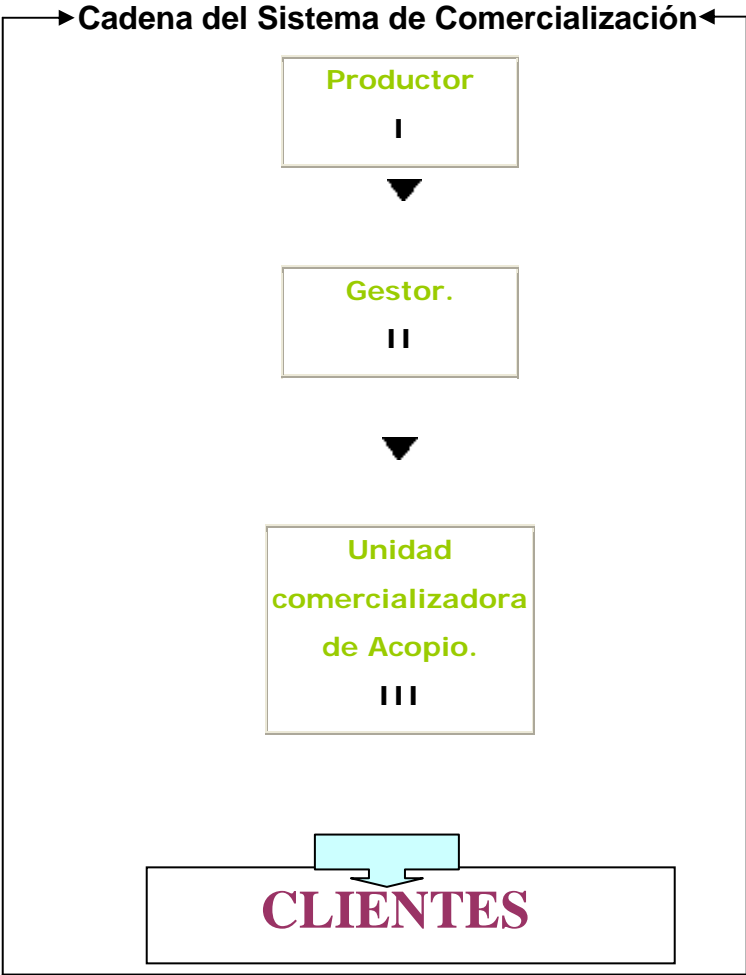 Cadena del Sistema de Comercialización
Productor
I
Gestor.
II
Unidad
comercializadora
de Acopio.
III
CLIENTES